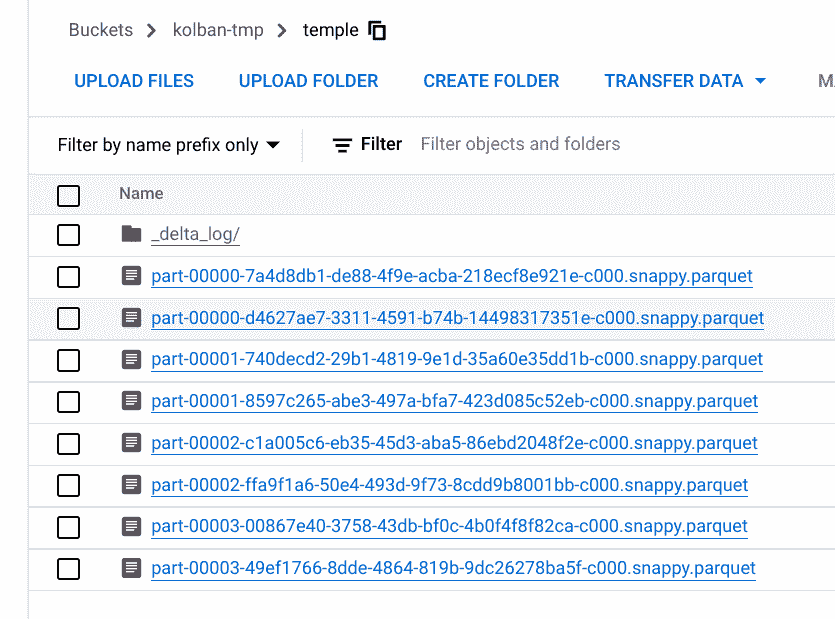 Buckets > kolban-tmp > temple
UPLOAD FILES UPLOAD FOLDER CREATE FOLDER TRANSFER DATA
Filter by name prefix only Filter Filter objects and folders
Name
_delta_log/
part-00000-7a4d8db1-de88-4f9e-acba-218ecf8e921e-c000.snappy.parquet
part-00000-d4627ae7-3311-4591-b74b-14498317351e-c000.snappy.parquet
part-00001-740decd2-29b1-4819-9e1d-35a60e35dd1b-c000.snappy.parquet
part-00001-8597c265-abe3-497a-bfa7-423d085c52eb-c000.snappy.parquet
part-00002-c1a005c6-eb35-45d3-aba5-86ebd2048f2e-c000.snappy.parquet
part-00002-ffa9f1a6-50e4-493d-9f73-8cdd9b8001bb-c000.snappy.parquet
part-00003-00867e40-3758-43db-bf0c-4b0f4f8f82ca-c000.snappy.parquet
part-00003-49ef1766-8dde-4864-819b-9dc26278ba5f-c000.snappy.parquet